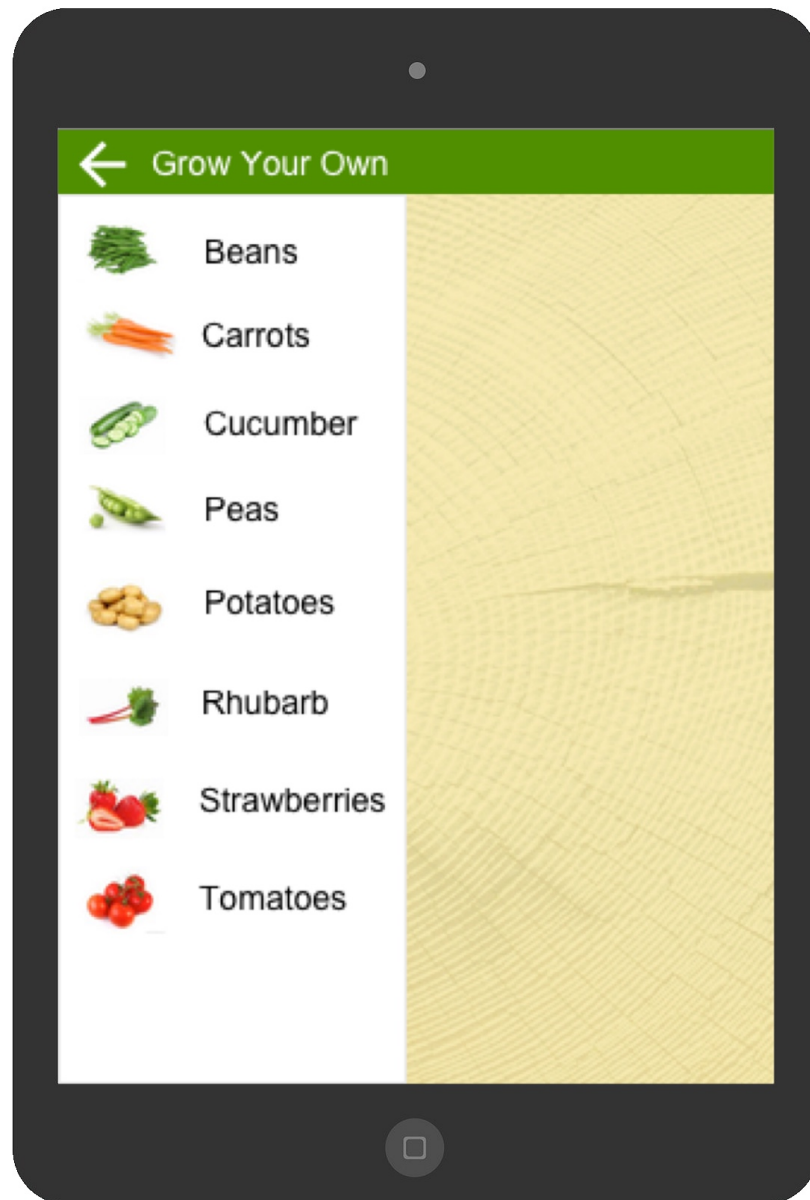 Grow Your Own
Beans
Carrots
Cucumber
Peas
Potatoes
Rhubarb
Strawberries
Tomatoes